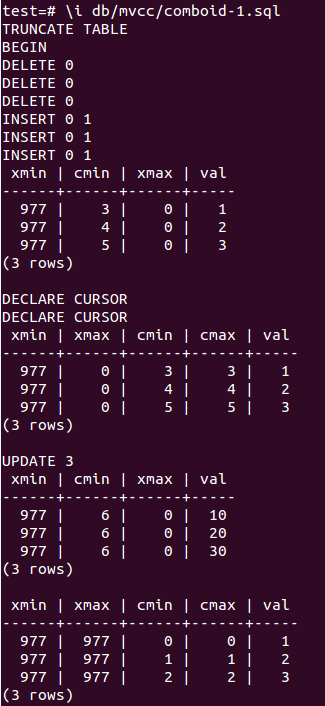 test=# \i db/mvcc/comboid-1.sql
TRUNCATE TABLE
BEGIN
DELETE 0
DELETE 0
DELETE 0
INSERT 0 1
INSERT 0 1
INSERT 0 1
 xmin | cmin | xmax | val
------+------+------+-----
  977 |    3 |    0 |   1
  977 |    4 |    0 |   2
  977 |    5 |    0 |   3
(3 rows)

DECLARE CURSOR
DECLARE CURSOR
 xmin | xmax | cmin | cmax | val
------+------+------+------+-----
  977 |    0 |    3 |    3 |   1
  977 |    0 |    4 |    4 |   2
  977 |    0 |    5 |    5 |   3
(3 rows)

UPDATE 3
 xmin | cmin | xmax | val
------+------+------+-----
  977 |    6 |    0 |  10
  977 |    6 |    0 |  20
  977 |    6 |    0 |  30
(3 rows)

 xmin | xmax | cmin | cmax | val
------+------+------+------+-----
  977 |  977 |    0 |    0 |   1
  977 |  977 |    1 |    1 |   2
  977 |  977 |    2 |    2 |   3
(3 rows)